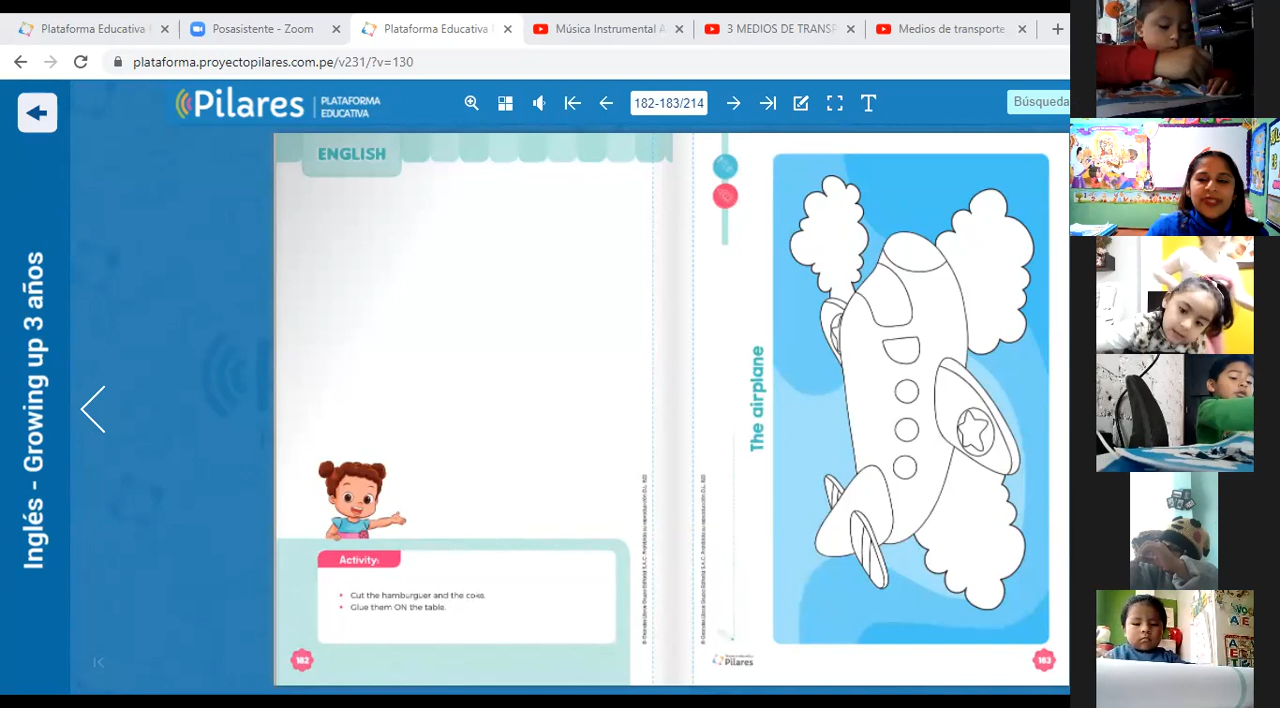 Plataforma Educativa
Posasistente - Zoom
Plataforma Educativa
Música Instrumental A
3 MEDIOS DE TRANSP
Medios de transporte
plataforma.proyectopilares.com.pe/v231/?v=130
Pilares
PLATAFORMA
EDUCATIVA
182-183/214
T
Búsqueda
Inglés - Growing up 3 años
ENGLISH
Activity:
• Cut the hamburguer and the coke.
• Glue them ON the table.
182
The airplane
Pilares
183